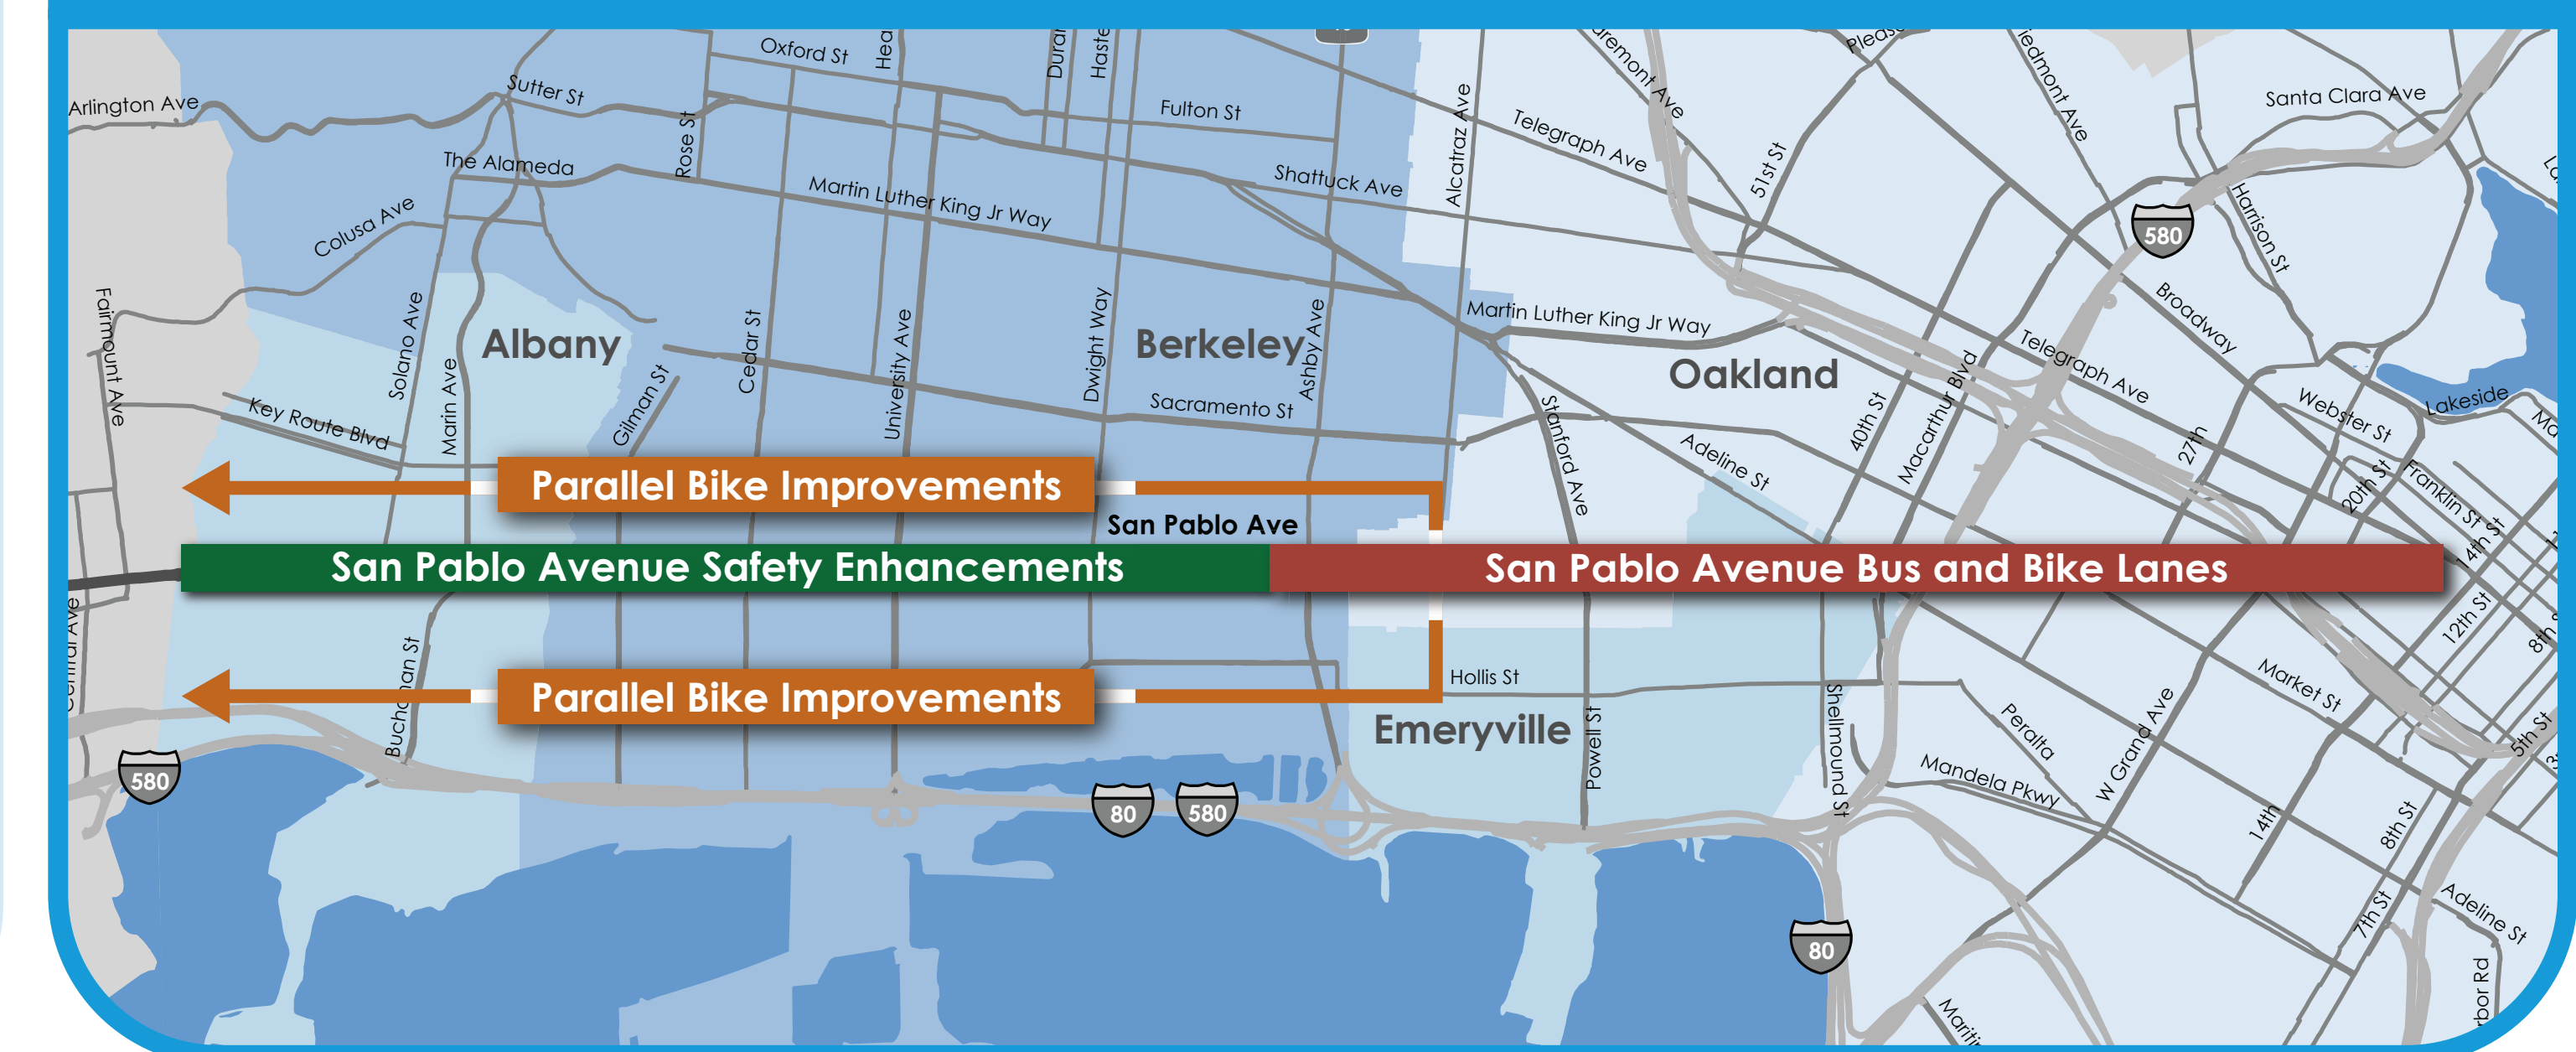 Oxford St
Sutter St
Arlington Ave
Fulton St
Rose St
The Alameda
Martin Luther King Jr Way
Colusa Ave
Shattuck Ave
Alcatraz Ave
Telegraph Ave
51st St
Piedmont Ave
Santa Clara Ave
Harrison St
580
Fairmount Ave
Solano Ave
Marin Ave
Albany
Gilman St
Cedar St
University Ave
Dwight Way
Berkeley
Ashby Ave
Martin Luther King Jr Way
Oakland
Broadway
Telegraph Ave
Webster St
Lakeside
Key Route Blvd
Sacramento St
Stanford Ave
Adeline St
40th St
Macarthur Blvd
27th
20th St
Franklin St
14th St
Parallel Bike Improvements
San Pablo Ave
San Pablo Avenue Safety Enhancements
San Pablo Avenue Bus and Bike Lanes
12th St
Central Ave
Buchanan St
Parallel Bike Improvements
Hollis St
Emeryville
Powell St
Shellmound St
Peralta
Mandela Pkwy
W Grand Ave
Market St
5th St
580
80
580
14th
8th St
7th St
Adeline St
80